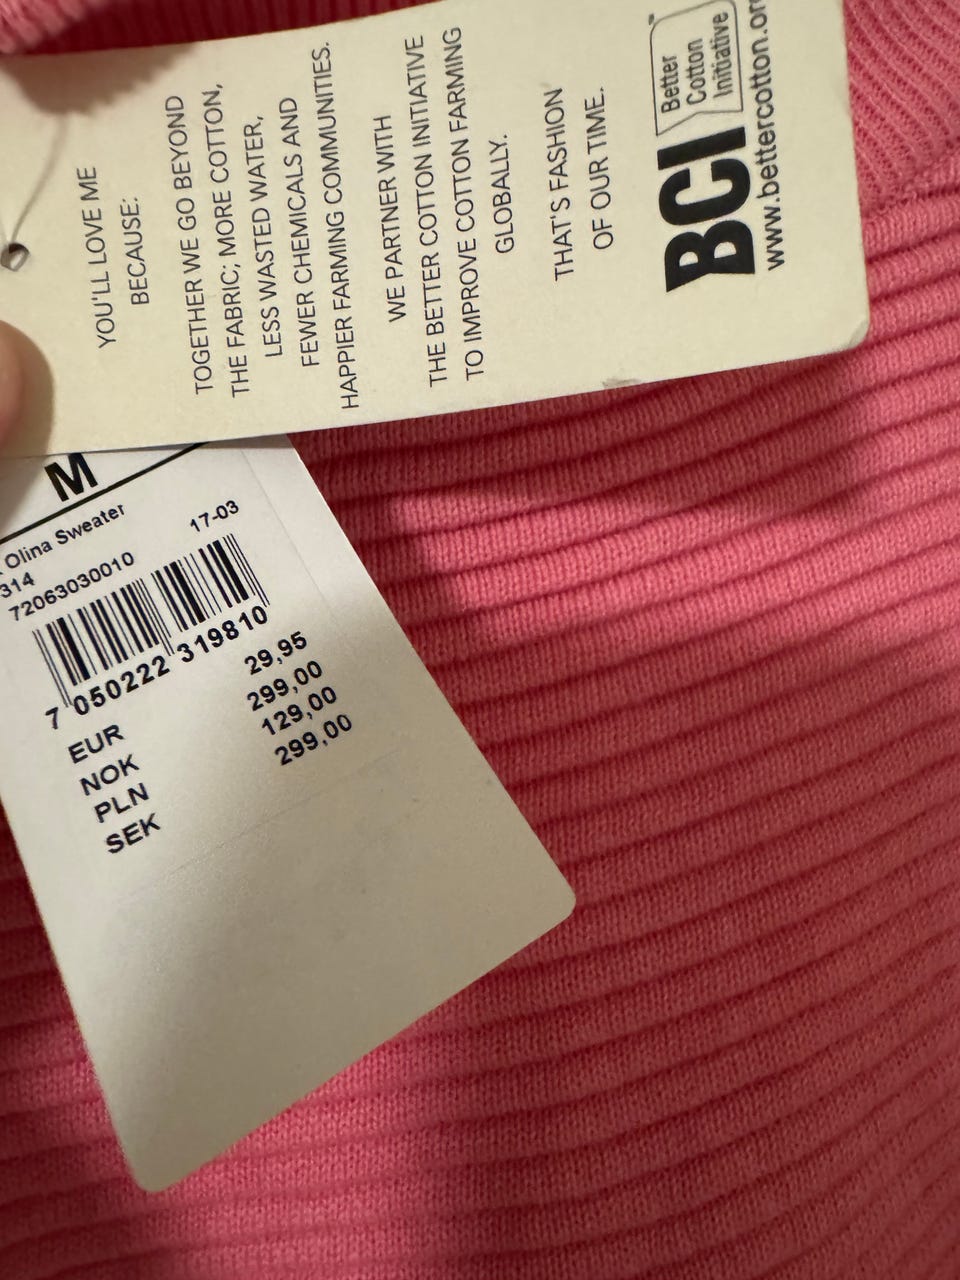 YOU'LL LOVE ME
BECAUSE:
TOGETHER WE GO BEYOND
THE FABRIC; MORE COTTON,
LESS WASTED WATER,
FEWER CHEMICALS AND
HAPPIER FARMING COMMUNITIES.
WE PARTNER WITH
THE BETTER COTTON INITIATIVE
TO IMPROVE COTTON FARMING
GLOBALLY.
THAT'S FASHION
OF OUR TIME.
BCI
Better
Cotton
Initiative
www.bettercotton.or
M
Olina Sweater
314
17-03
72063030010
7 050222 319810
EUR 29,95
NOK 299,00
PLN 129,00
SEK 299,00